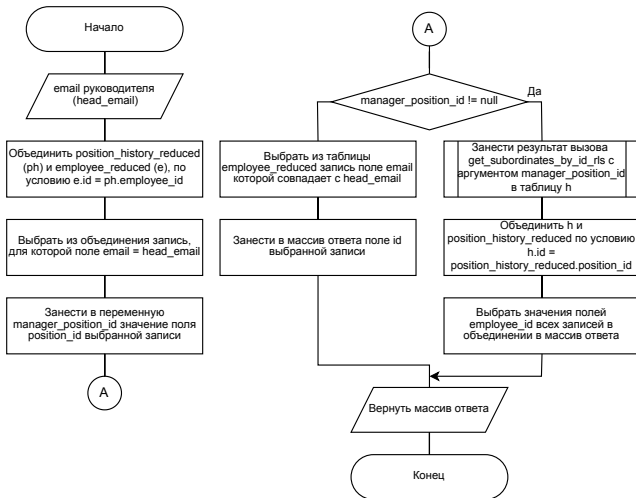 Начало
email руководителя
(head_email)
Объединить position_history_reduced
(ph) и employee_reduced (e), по
условию e.id = ph.employee_id
Выбрать из объединения запись,
для которой поле email = head_email
Занести в переменную
manager_position_id значение поля
position_id выбранной записи
A
A
manager_position_id != null
Да
Выбрать из таблицы
employee_reduced запись поле email
которой совпадает с head_email
Занести в массив ответа поле id
выбранной записи
Занести результат вызова
get_subordinates_by_id_rls с
аргументом manager_position_id
в таблицу h
Объединить h и
position_history_reduced по условию
h.id =
position_history_reduced.position_id
Выбрать значения полей
employee_id всех записей в
объединении в массив ответа
Вернуть массив ответа
Конец